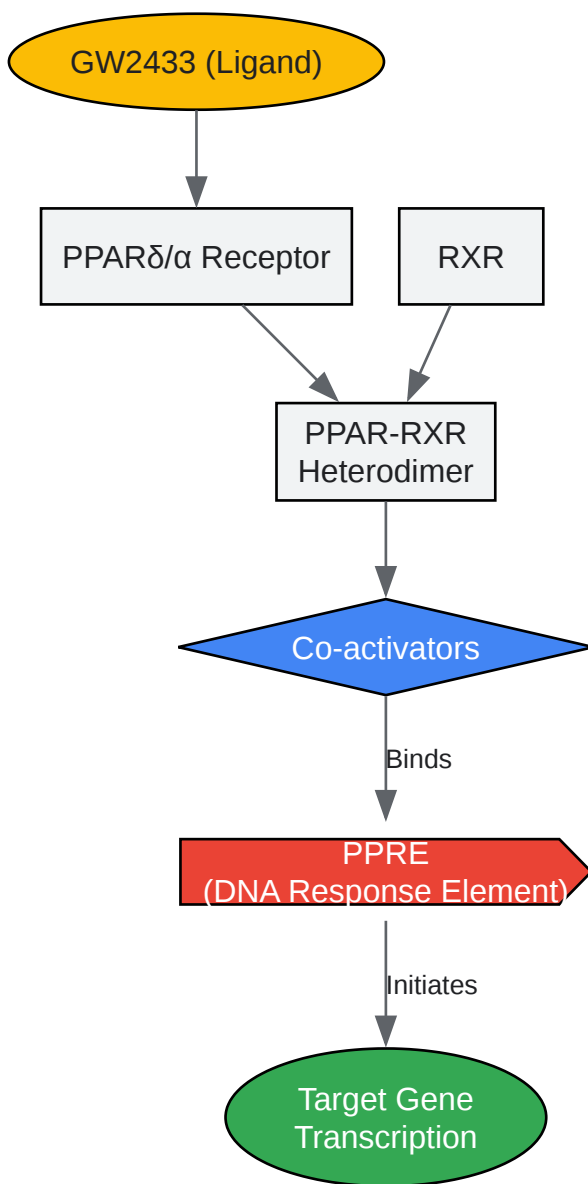 GW2433 (Ligand)
PPARδ/α Receptor
RXR
PPAR-RXR
Heterodimer
Co-activators
Binds
PPRE
(DNA Response Element)
Initiates
Target Gene
Transcription